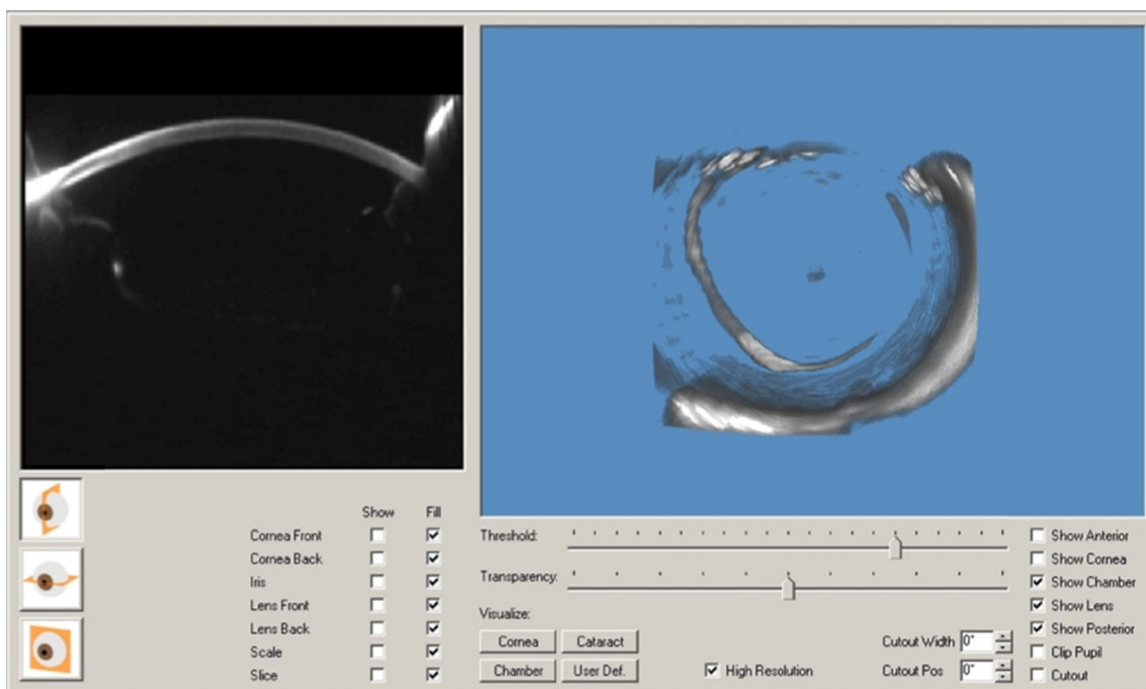 Show Fill
Cornea Front
Cornea Back
Iris
Lens Front
Lens Back
Scale
Slice
Threshold:
Transparency:
Visualize:
Cornea Cataract
Chamber User Def.
High Resolution
Cutout Width 0°
Cutout Pos 0°
Show Anterior
Show Cornea
Show Chamber
Show Lens
Show Posterior
Clip Pupil
Cutout